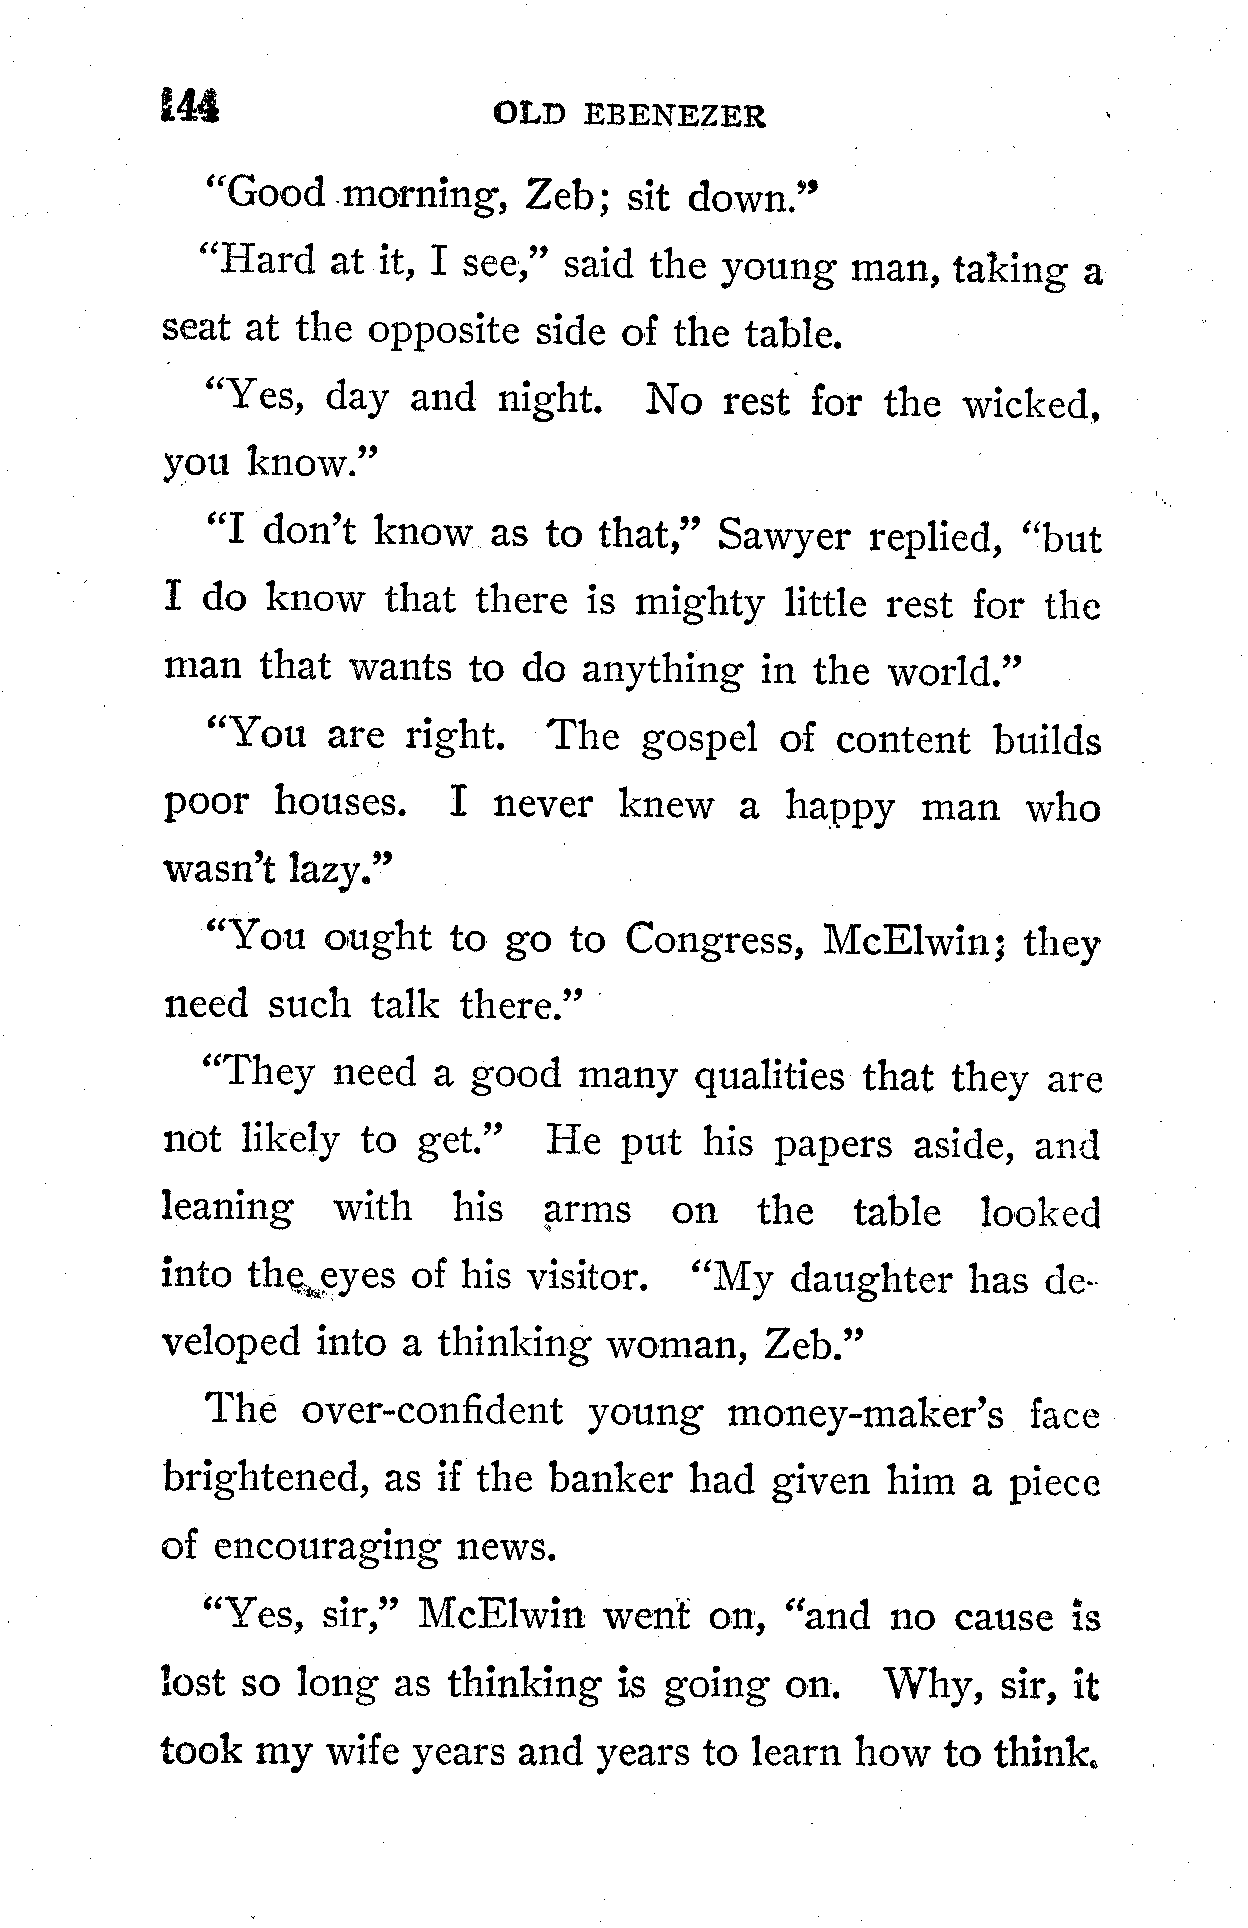 144 OLD EBENEZER
“Good morning, Zeb; sit down.”
“Hard at it, I see,” said the young man, taking a
seat at the opposite side of the table.
“Yes, day and night. No rest for the wicked,
you know.”
“I don’t know as to that,” Sawyer replied, “but
I do know that there is mighty little rest for the
man that wants to do anything in the world.”
“You are right. The gospel of content builds
poor houses. I never knew a happy man who
wasn’t lazy.”
“You ought to go to Congress, McElwin; they
need such talk there.”
“They need a good many qualities that they are
not likely to get.” He put his papers aside, and
leaning with his arms on the table looked
into the eyes of his visitor. “My daughter has de-
veloped into a thinking woman, Zeb.”
The over-confident young money-maker’s face
brightened, as if the banker had given him a piece
of encouraging news.
“Yes, sir,” McElwin went on, “and no cause is
lost so long as thinking is going on. Why, sir, it
took my wife years and years to learn how to think.